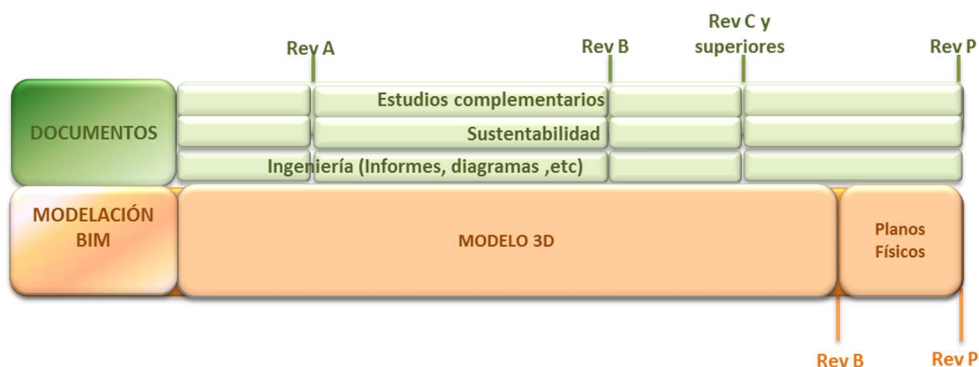 Rev A
Rev B
Rev C y
superiores
Rev P
DOCUMENTOS
Estudios complementarios
Sustentabilidad
Ingeniería (Informes, diagramas ,etc)
MODELACIÓN
BIM
MODELO 3D
Planos
Físicos
Rev B
Rev P